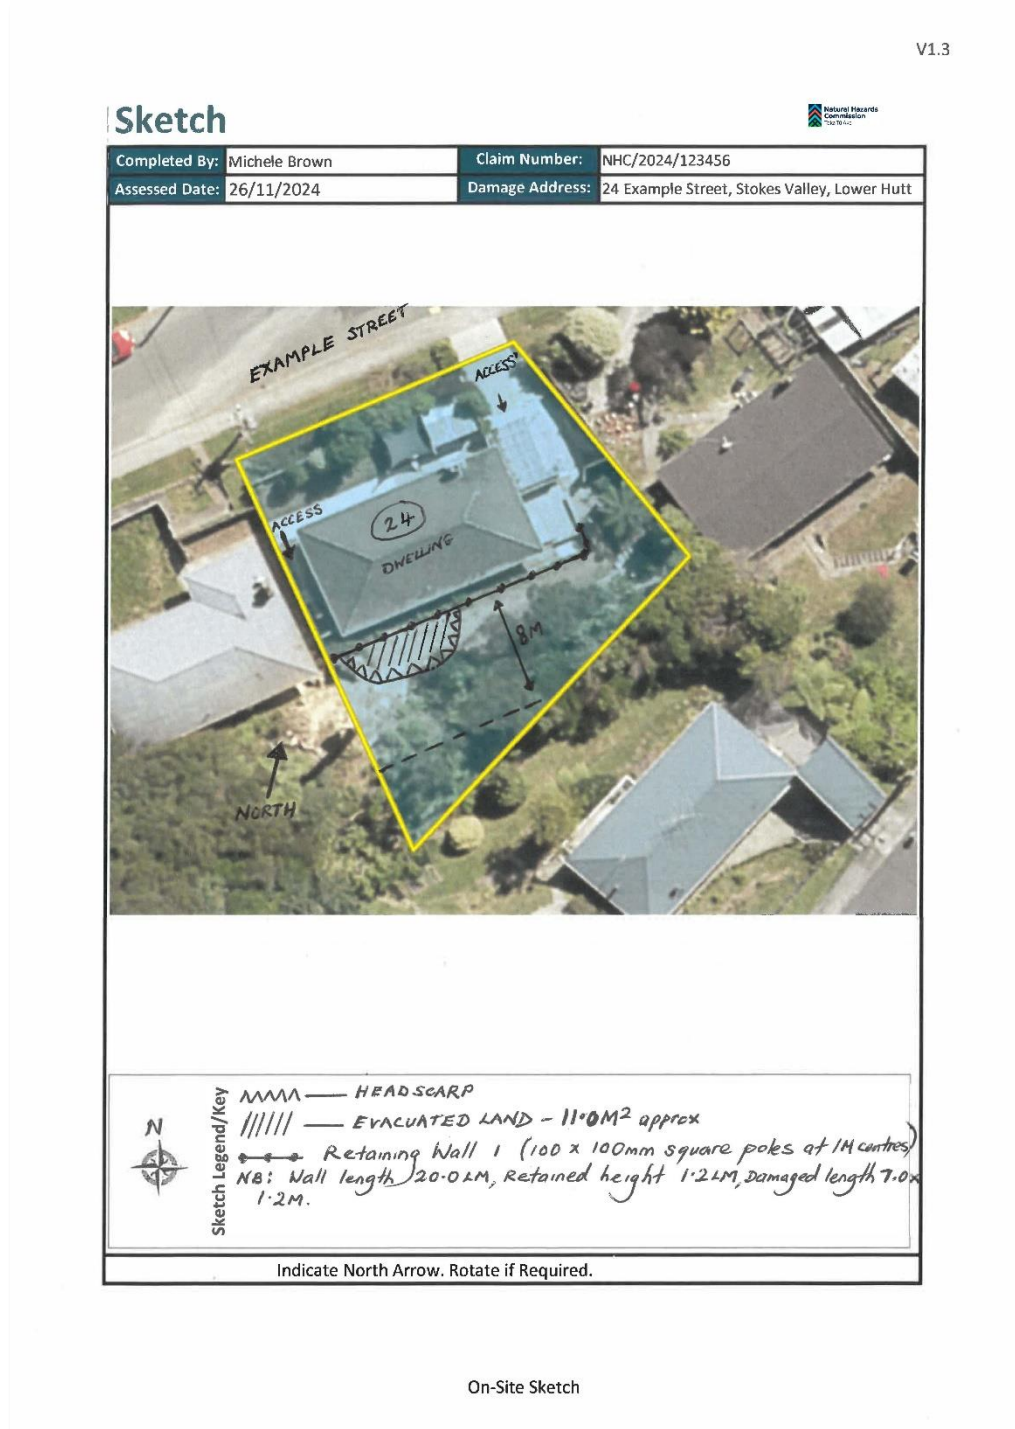 V1.3
Sketch
Natural Hazards
Commission
Toka Tū Ake
Completed By: Michele Brown Claim Number: NHC/2024/123456
Assessed Date: 26/11/2024 Damage Address: 24 Example Street, Stokes Valley, Lower Hutt
EXAMPLE STREET
ACCESS
ACCESS
24
DWELLING
8M
NORTH
N
Sketch Legend/Key
HEADSCARP
EVACUATED LAND - 11.0M² approx
Retaining Wall 1 (100 x 100mm square poles at 1M centres)
NB: Wall length 20.0LM, Retained height 1.2LM, Damaged length 7.0x
1.2M.
Indicate North Arrow. Rotate if Required.
On-Site Sketch